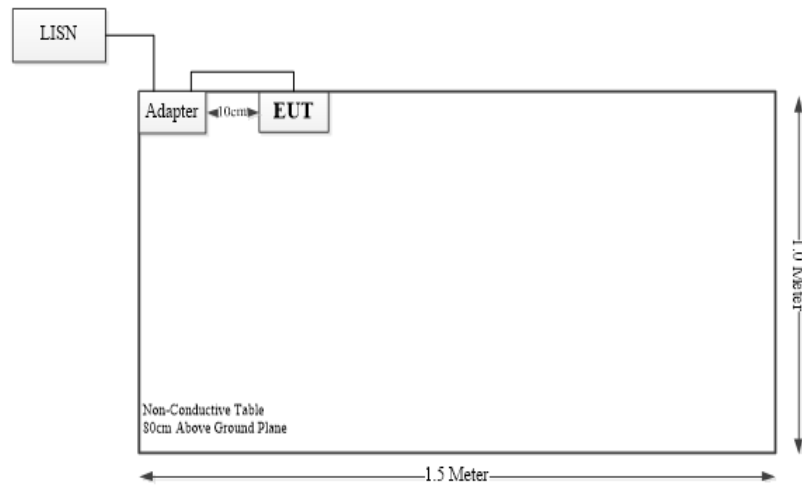 LISN
Adapter
10cm
EUT
1.0 Meter
Non-Conductive Table
80cm Above Ground Plane
1.5 Meter